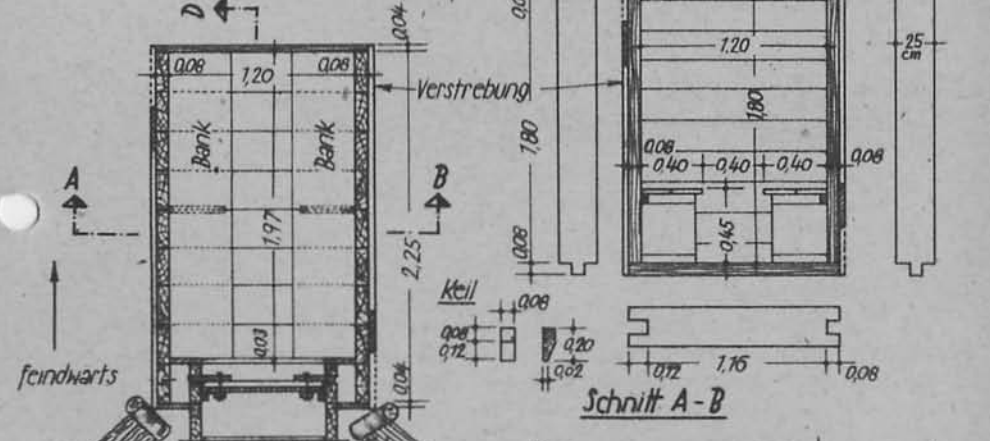 D
0,04
0,08 1,20 0,08
Verstrebung
Bank
Bank
A
B
1,97
2,25
0,03
0,04
feindwärts
1,80
0,08
1,20
1,80
25
cm
0,08
0,40 0,40 0,40
0,08
0,45
Keil
0,08
0,08
0,12
0,20
0,02
0,12 1,16 0,08
Schnitt A-B